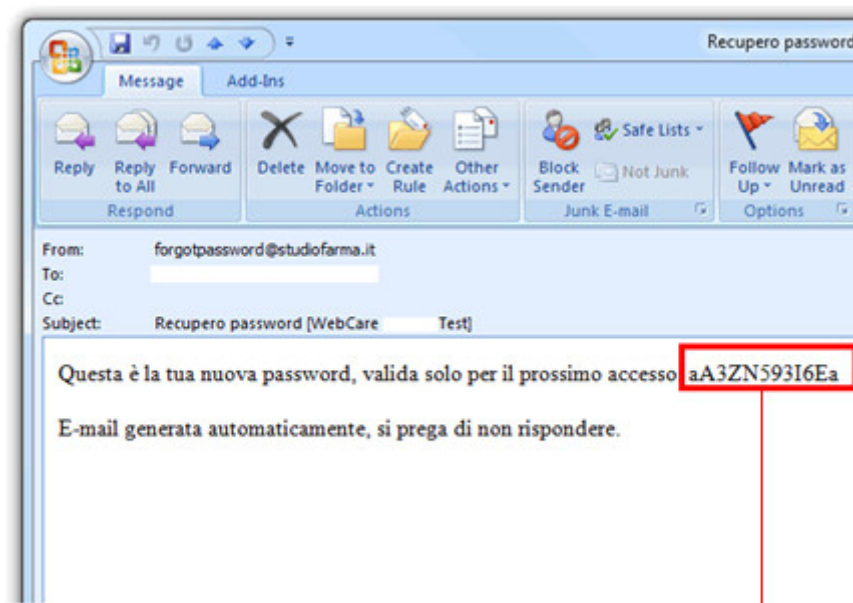 Recupero password
Message Add-Ins
Reply Reply to All Forward Delete Move to Folder Create Rule Other Actions Block Sender Safe Lists Not Junk Follow Up Mark as Unread
Respond Actions Junk E-mail Options
From: forgotpassword@studiofarma.it
To:
Cc:
Subject: Recupero password [WebCare Test]
Questa è la tua nuova password, valida solo per il prossimo accesso aA3ZN593I6Ea
E-mail generata automaticamente, si prega di non rispondere.